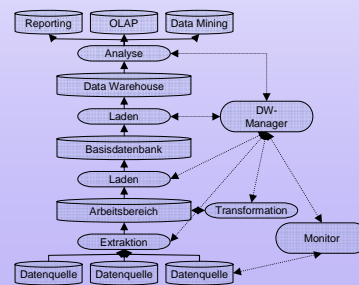 Reporting OLAP Data Mining
Analyse
Data Warehouse
Laden
DW-
Manager
Basisdatenbank
Laden
Arbeitsbereich Transformation
Extraktion
Monitor
Datenquelle Datenquelle Datenquelle